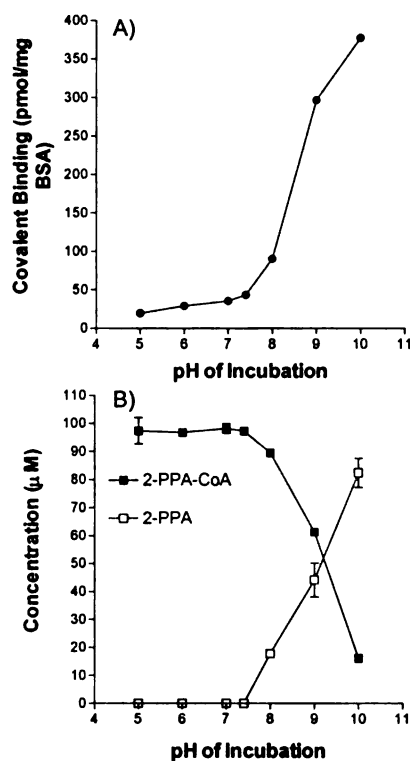 A)
Covalent Binding (pmol/mg
BSA)
400
350
300
250
200
150
100
50
0
4 5 6 7 8 9 10
pH of Incubation
B)
Concentration (μM)
120
110
100
90
80
70
60
50
40
30
20
10
0
2-PPA-CoA
2-PPA
4 5 6 7 8 9 10
pH of Incubation